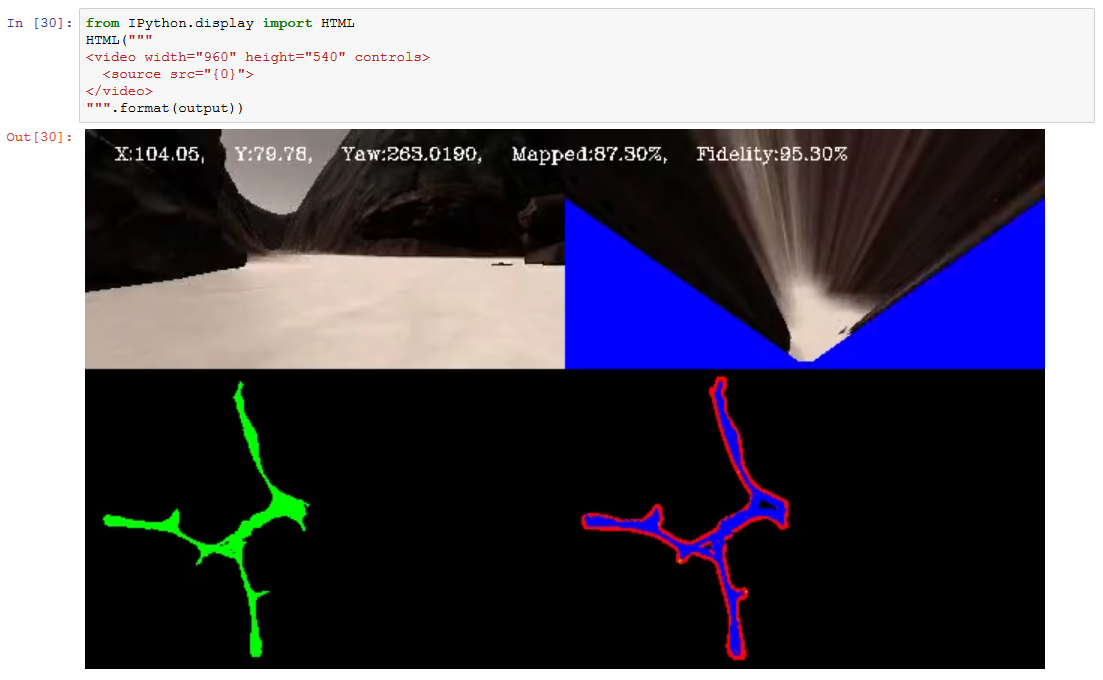 In [30]: from IPython.display import HTML
HTML("""
<video width="960" height="540" controls>
  <source src="{0}">
</video>
""".format(output))
Out[30]:
X:104.05, Y:79.78, Yaw:263.0190, Mapped:87.30%, Fidelity:95.30%